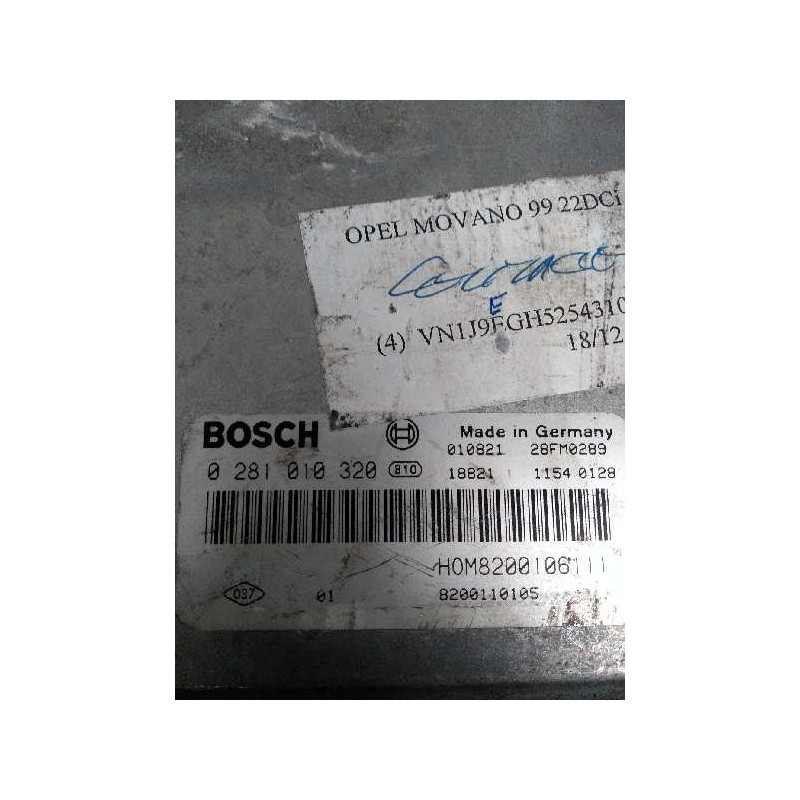 OPEL MOVANO 99 22DCi
E
(4) VN1J9FGH5254310
18/12
BOSCH
Made in Germany
010821 28FM0289
0 281 010 320 810
18821 1154 0128
HOM8200106111
037 01 8200110105